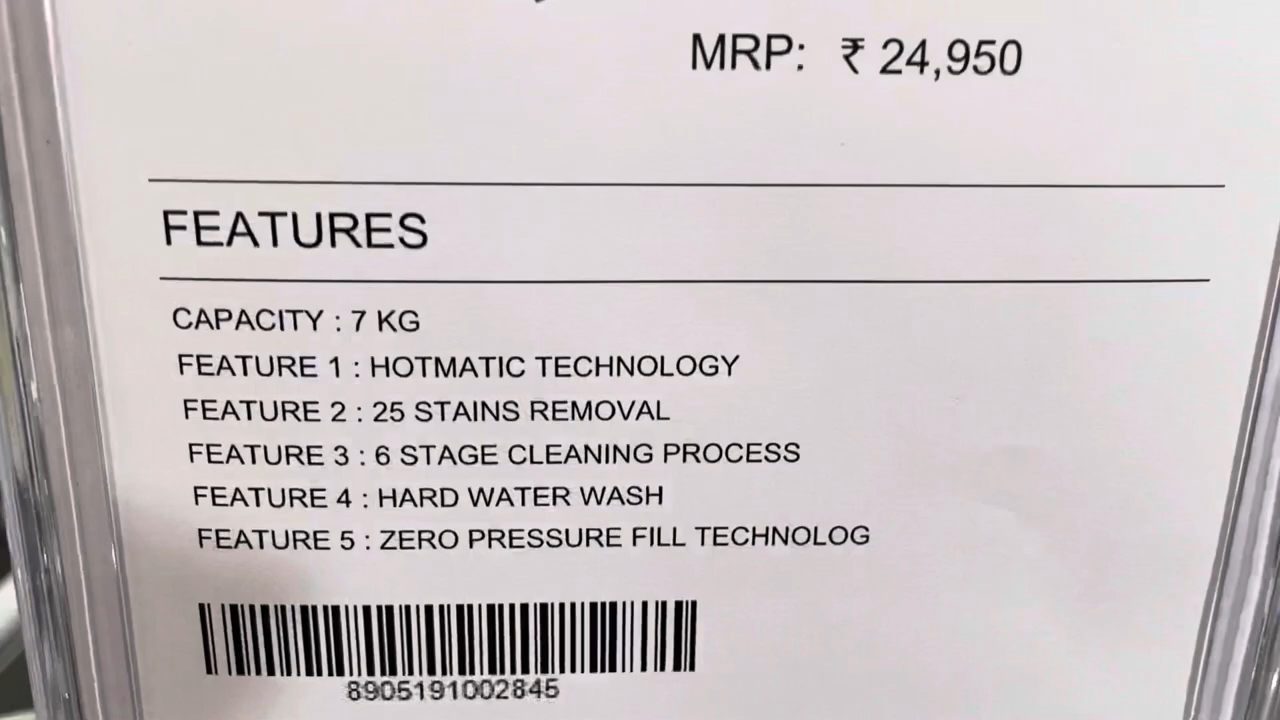 MRP: ₹ 24,950
FEATURES
CAPACITY : 7 KG
FEATURE 1 : HOTMATIC TECHNOLOGY
FEATURE 2 : 25 STAINS REMOVAL
FEATURE 3 : 6 STAGE CLEANING PROCESS
FEATURE 4 : HARD WATER WASH
FEATURE 5 : ZERO PRESSURE FILL TECHNOLOG
8905191002845